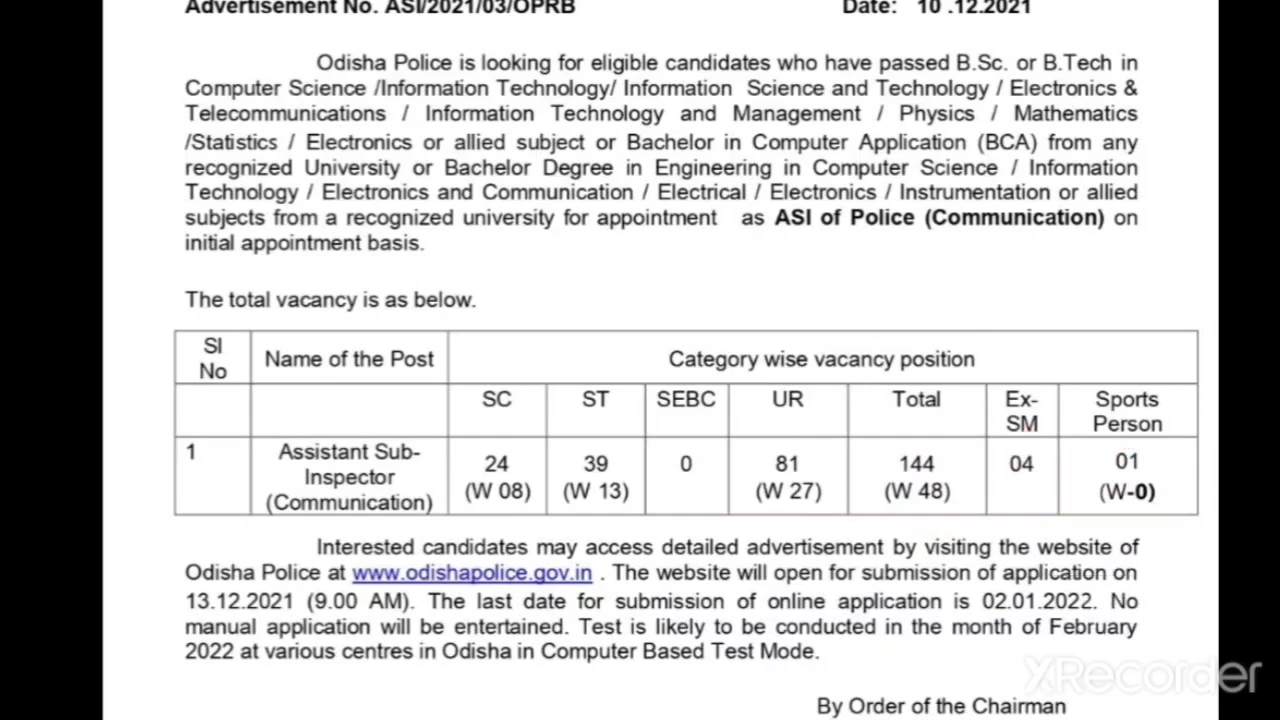 Advertisement No. ASI/2021/03/OPRB Date: 10 .12.2021
Odisha Police is looking for eligible candidates who have passed B.Sc. or B.Tech in
Computer Science /Information Technology/ Information Science and Technology / Electronics &
Telecommunications / Information Technology and Management / Physics / Mathematics
/Statistics / Electronics or allied subject or Bachelor in Computer Application (BCA) from any
recognized University or Bachelor Degree in Engineering in Computer Science / Information
Technology / Electronics and Communication / Electrical / Electronics / Instrumentation or allied
subjects from a recognized university for appointment as ASI of Police (Communication) on
initial appointment basis.
The total vacancy is as below.
Sl No Name of the Post Category wise vacancy position
SC ST SEBC UR Total Ex-SM Sports Person
1 Assistant Sub-Inspector (Communication) 24 (W 08) 39 (W 13) 0 81 (W 27) 144 (W 48) 04 01 (W-0)
Interested candidates may access detailed advertisement by visiting the website of
Odisha Police at www.odishapolice.gov.in . The website will open for submission of application on
13.12.2021 (9.00 AM). The last date for submission of online application is 02.01.2022. No
manual application will be entertained. Test is likely to be conducted in the month of February
2022 at various centres in Odisha in Computer Based Test Mode.
XRecorder
By Order of the Chairman